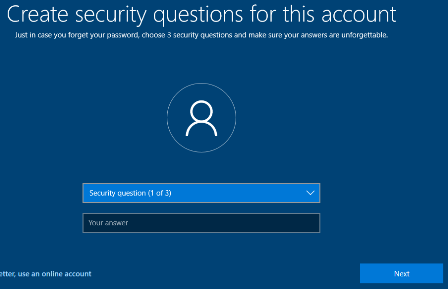 Create security questions for this account
Just in case you forget your password, choose 3 security questions and make sure your answers are unforgettable.
Security question (1 of 3)
Your answer
use an online account
Next